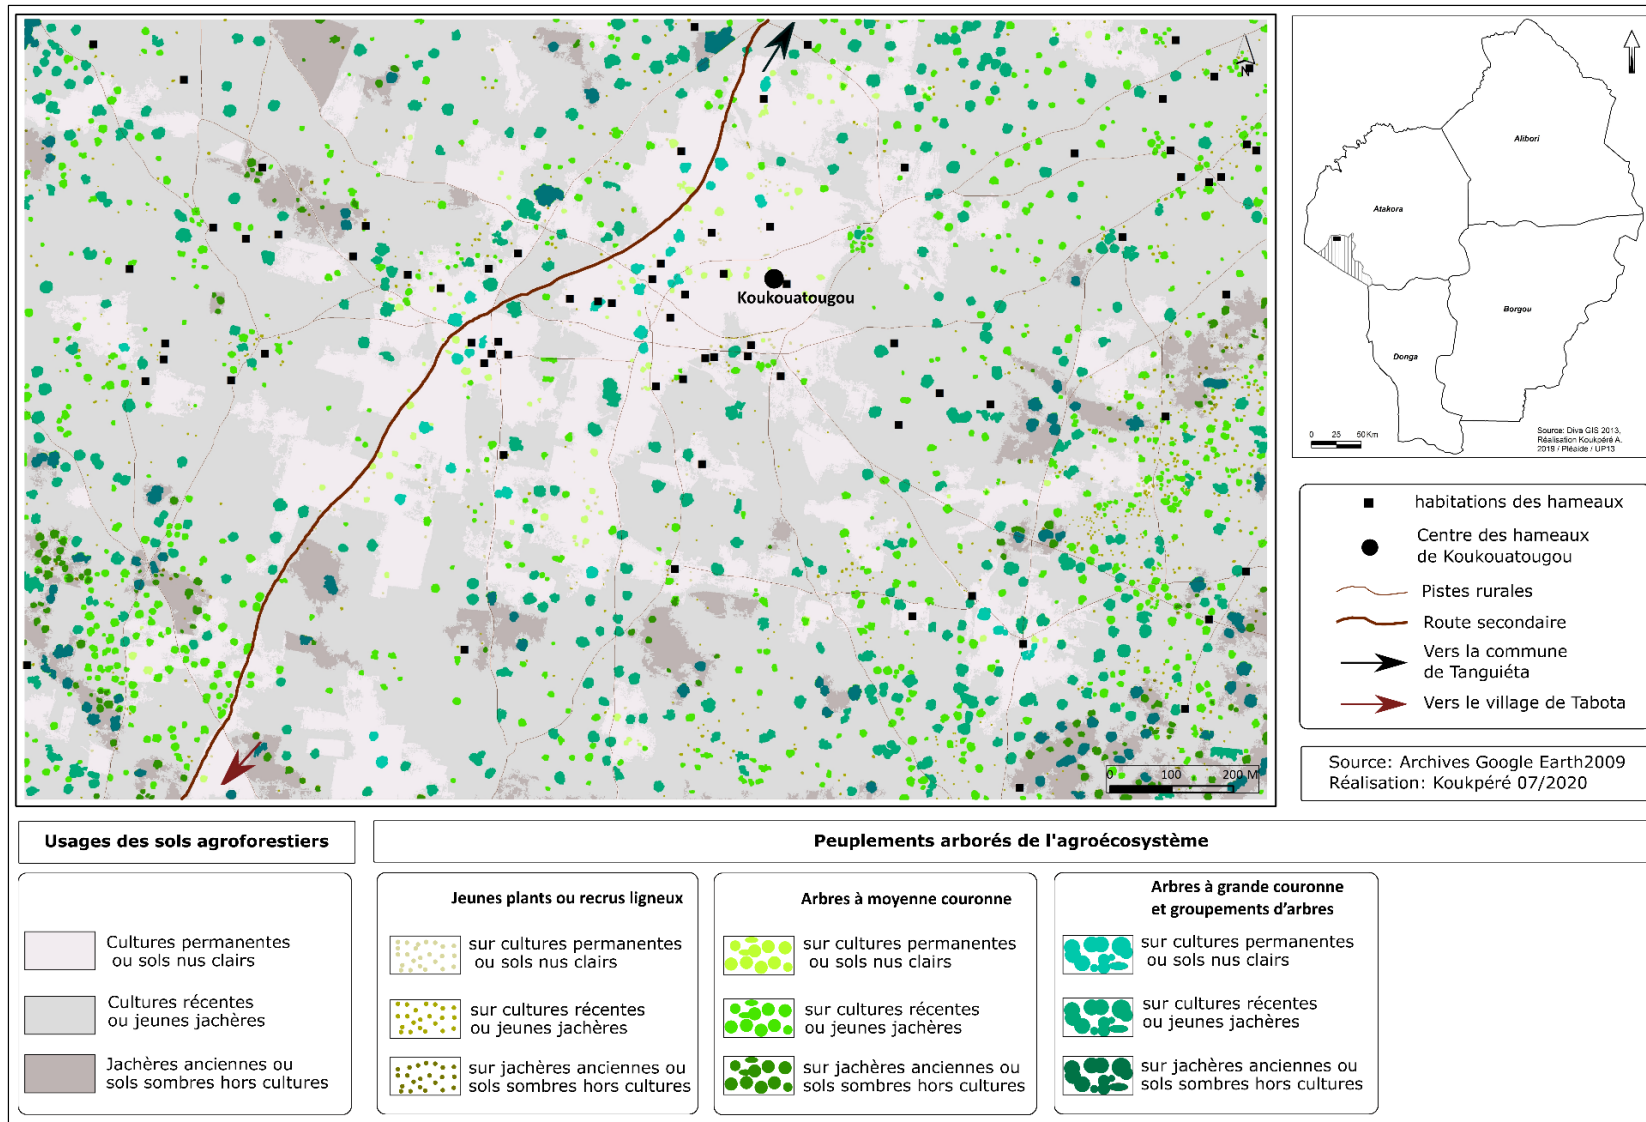 N
Koukouatougou
0 100 200 M
Alibori
Atakora
Borgou
Donga
0 25 50 Km
Source: Diva GIS 2013,
Réalisation Koukpéré A.
2019 / Pléaide / UP13
habitations des hameaux
Centre des hameaux
de Koukouatougou
Pistes rurales
Route secondaire
Vers la commune
de Tanguiéta
Vers le village de Tabota
Source: Archives Google Earth2009
Réalisation: Koukpéré 07/2020
Usages des sols agroforestiers
Cultures permanentes
ou sols nus clairs
Cultures récentes
ou jeunes jachères
Jachères anciennes ou
sols sombres hors cultures
Peuplements arborés de l'agroécosystème
Jeunes plants ou recrus ligneux
sur cultures permanentes
ou sols nus clairs
sur cultures récentes
ou jeunes jachères
sur jachères anciennes ou
sols sombres hors cultures
Arbres à moyenne couronne
sur cultures permanentes
ou sols nus clairs
sur cultures récentes
ou jeunes jachères
sur jachères anciennes ou
sols sombres hors cultures
Arbres à grande couronne
et groupements d’arbres
sur cultures permanentes
ou sols nus clairs
sur cultures récentes
ou jeunes jachères
sur jachères anciennes ou
sols sombres hors cultures